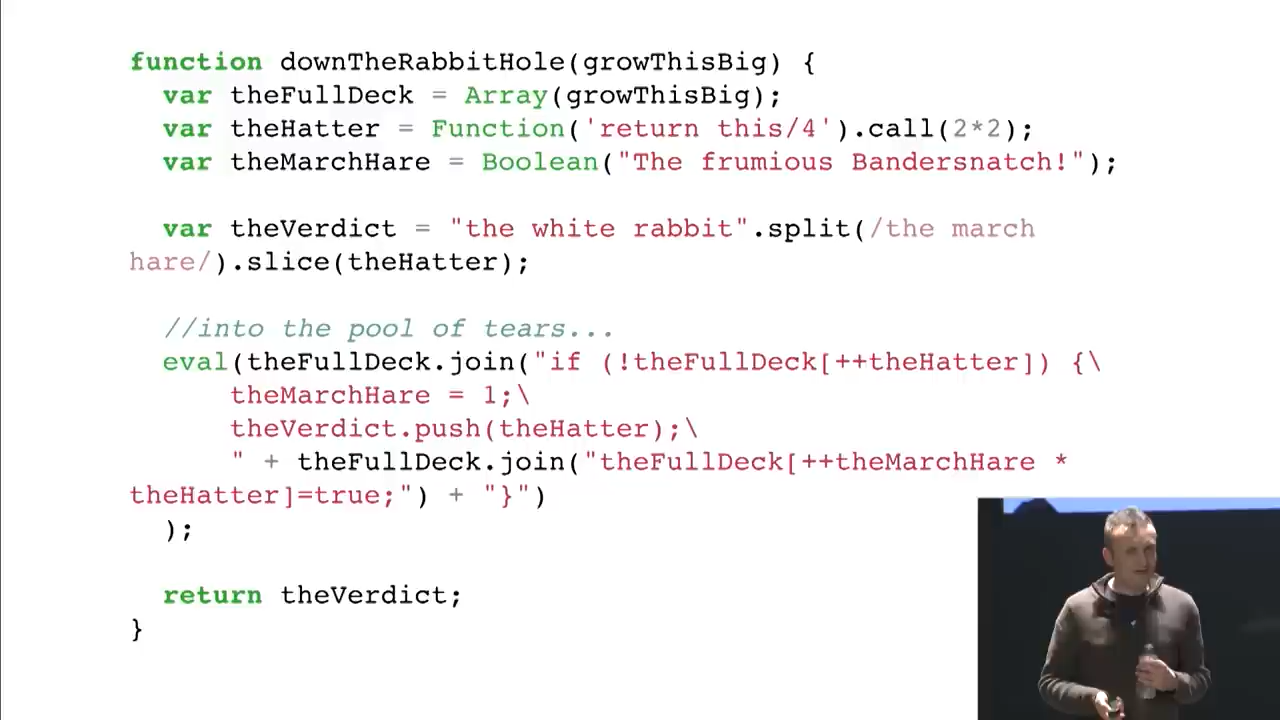 function downTheRabbitHole(growThisBig) {
var theFullDeck = Array(growThisBig);
var theHatter = Function('return this/4').call(2*2);
var theMarchHare = Boolean("The frumious Bandersnatch!");
var theVerdict = "the white rabbit".split(/the march
hare/).slice(theHatter);
//into the pool of tears...
eval(theFullDeck.join("if (!theFullDeck[++theHatter]) {\
theMarchHare = 1;\
theVerdict.push(theHatter);\
" + theFullDeck.join("theFullDeck[++theMarchHare *
theHatter]=true;") + "}")
);
return theVerdict;
}